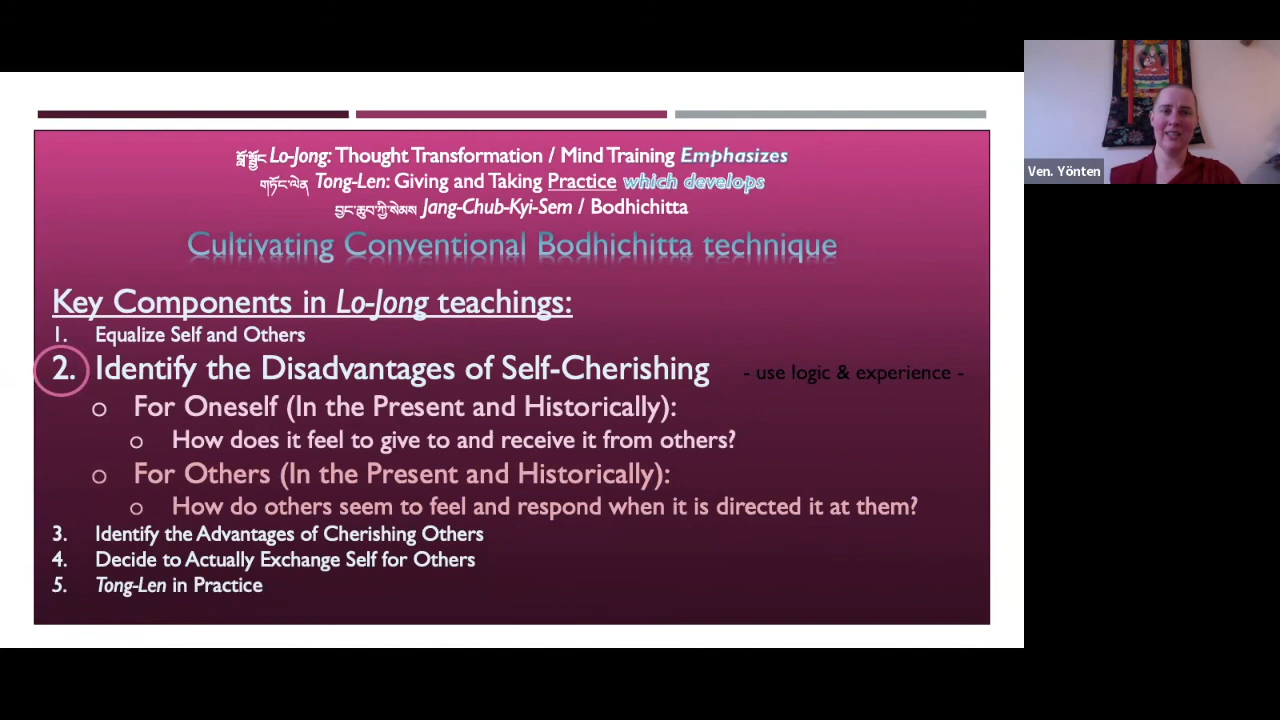 བློ་སྦྱོང Lo-Jong: Thought Transformation / Mind Training Emphasizes
གཏོང་ལེན Tong-Len: Giving and Taking Practice which develops
བྱང་ཆུབ་ཀྱི་སེམས Jang-Chub-Kyi-Sem / Bodhichitta
Cultivating Conventional Bodhichitta technique
Key Components in Lo-Jong teachings:
1. Equalize Self and Others
2. Identify the Disadvantages of Self-Cherishing - use logic & experience -
o For Oneself (In the Present and Historically):
o How does it feel to give to and receive it from others?
o For Others (In the Present and Historically):
o How do others seem to feel and respond when it is directed it at them?
3. Identify the Advantages of Cherishing Others
4. Decide to Actually Exchange Self for Others
5. Tong-Len in Practice
Ven. Yönten